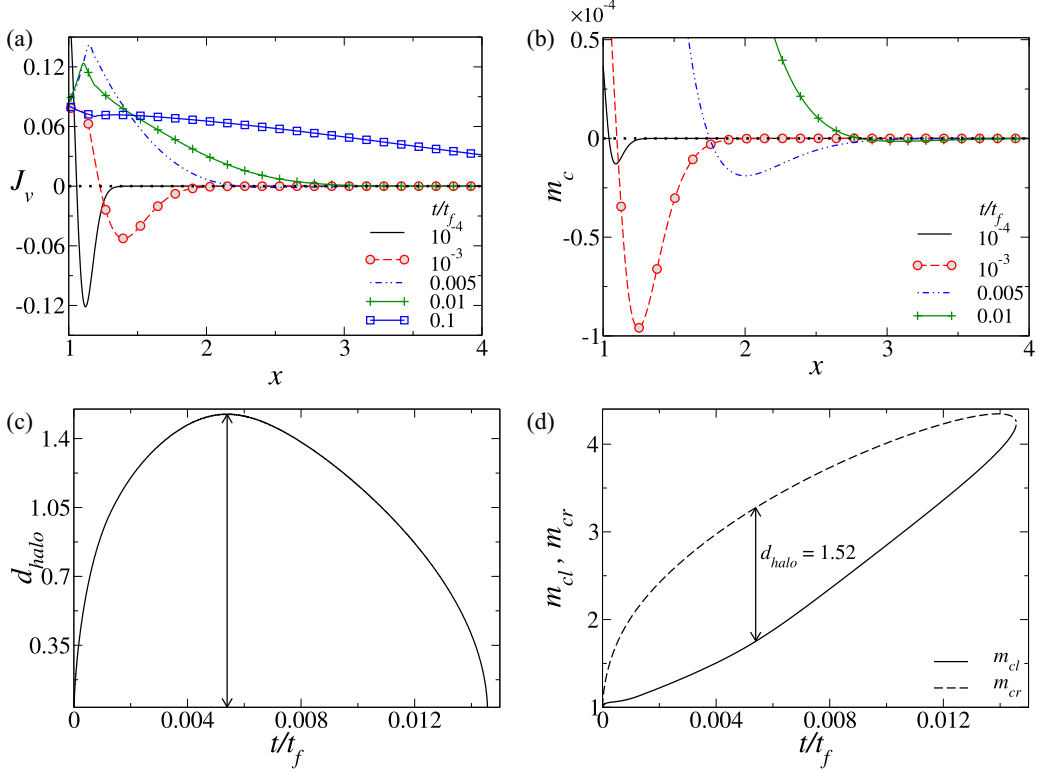 (a)
0.12
0.06
0
-0.06
-0.12
J_v
1 2 3 4
x
t/t_f
10^-4
10^-3
0.005
0.01
0.1
(b)
×10^-4
0.5
0
-0.5
-1
m_c
1 2 3 4
x
t/t_f
10^-4
10^-3
0.005
0.01
(c)
1.4
1.05
0.7
0.35
d_halo
0 0.004 0.008 0.012
t/t_f
(d)
4
3
2
1
m_cl , m_cr
d_halo = 1.52
m_cl
m_cr
0 0.004 0.008 0.012
t/t_f